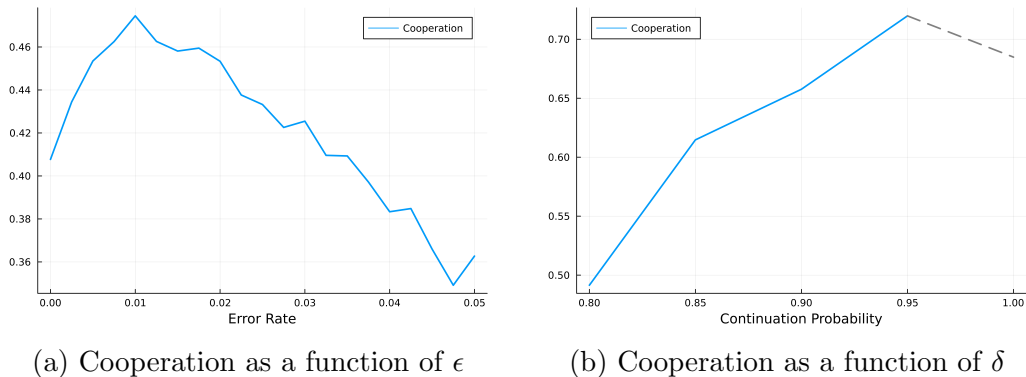 Cooperation
0.46
0.44
0.42
0.40
0.38
0.36
0.00 0.01 0.02 0.03 0.04 0.05
Error Rate
(a) Cooperation as a function of ϵ
Cooperation
0.70
0.65
0.60
0.55
0.50
0.80 0.85 0.90 0.95 1.00
Continuation Probability
(b) Cooperation as a function of δ